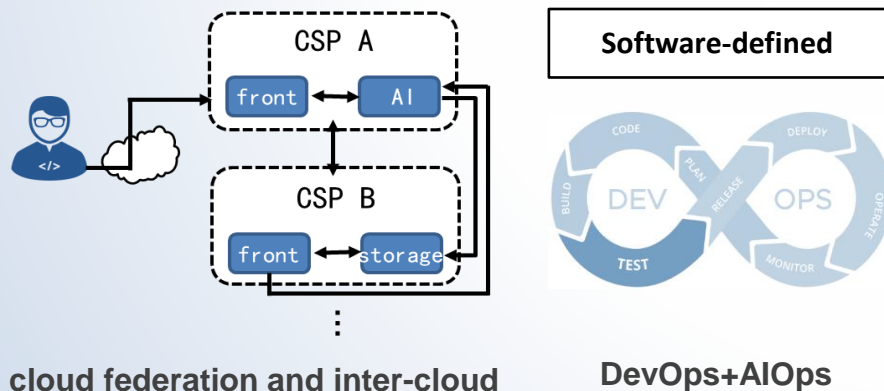 CSP A
front
AI
</>
CSP B
front
storage
⋮
cloud federation and inter-cloud
Software-defined
CODE
DEPLOY
PLAN
BUILD
DEV
RELEASE
OPS
OPERATE
TEST
MONITOR
DevOps+AIOps